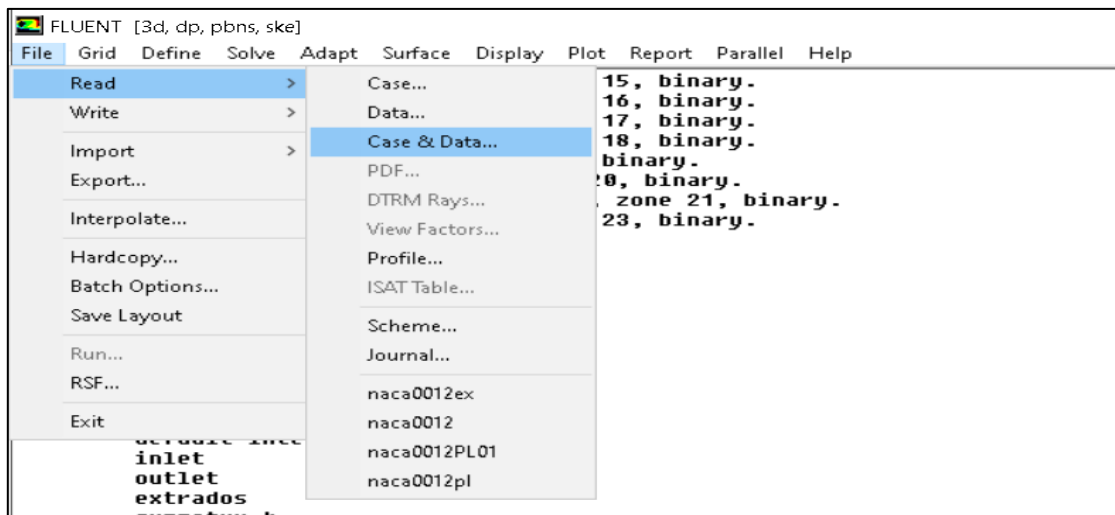 FLUENT [3d, dp, pbns, ske]
File Grid Define Solve Adapt Surface Display Plot Report Parallel Help
Read >
Write >
Import >
Export...
Interpolate...
Hardcopy...
Batch Options...
Save Layout
Run...
RSF...
Exit
Case...
Data...
Case & Data...
PDF...
DTRM Rays...
View Factors...
Profile...
ISAT Table...
Scheme...
Journal...
naca0012ex
naca0012
naca0012PL01
naca0012pl
15, binary.
16, binary.
17, binary.
18, binary.
binary.
0, binary.
zone 21, binary.
23, binary.
inlet
outlet
extrados